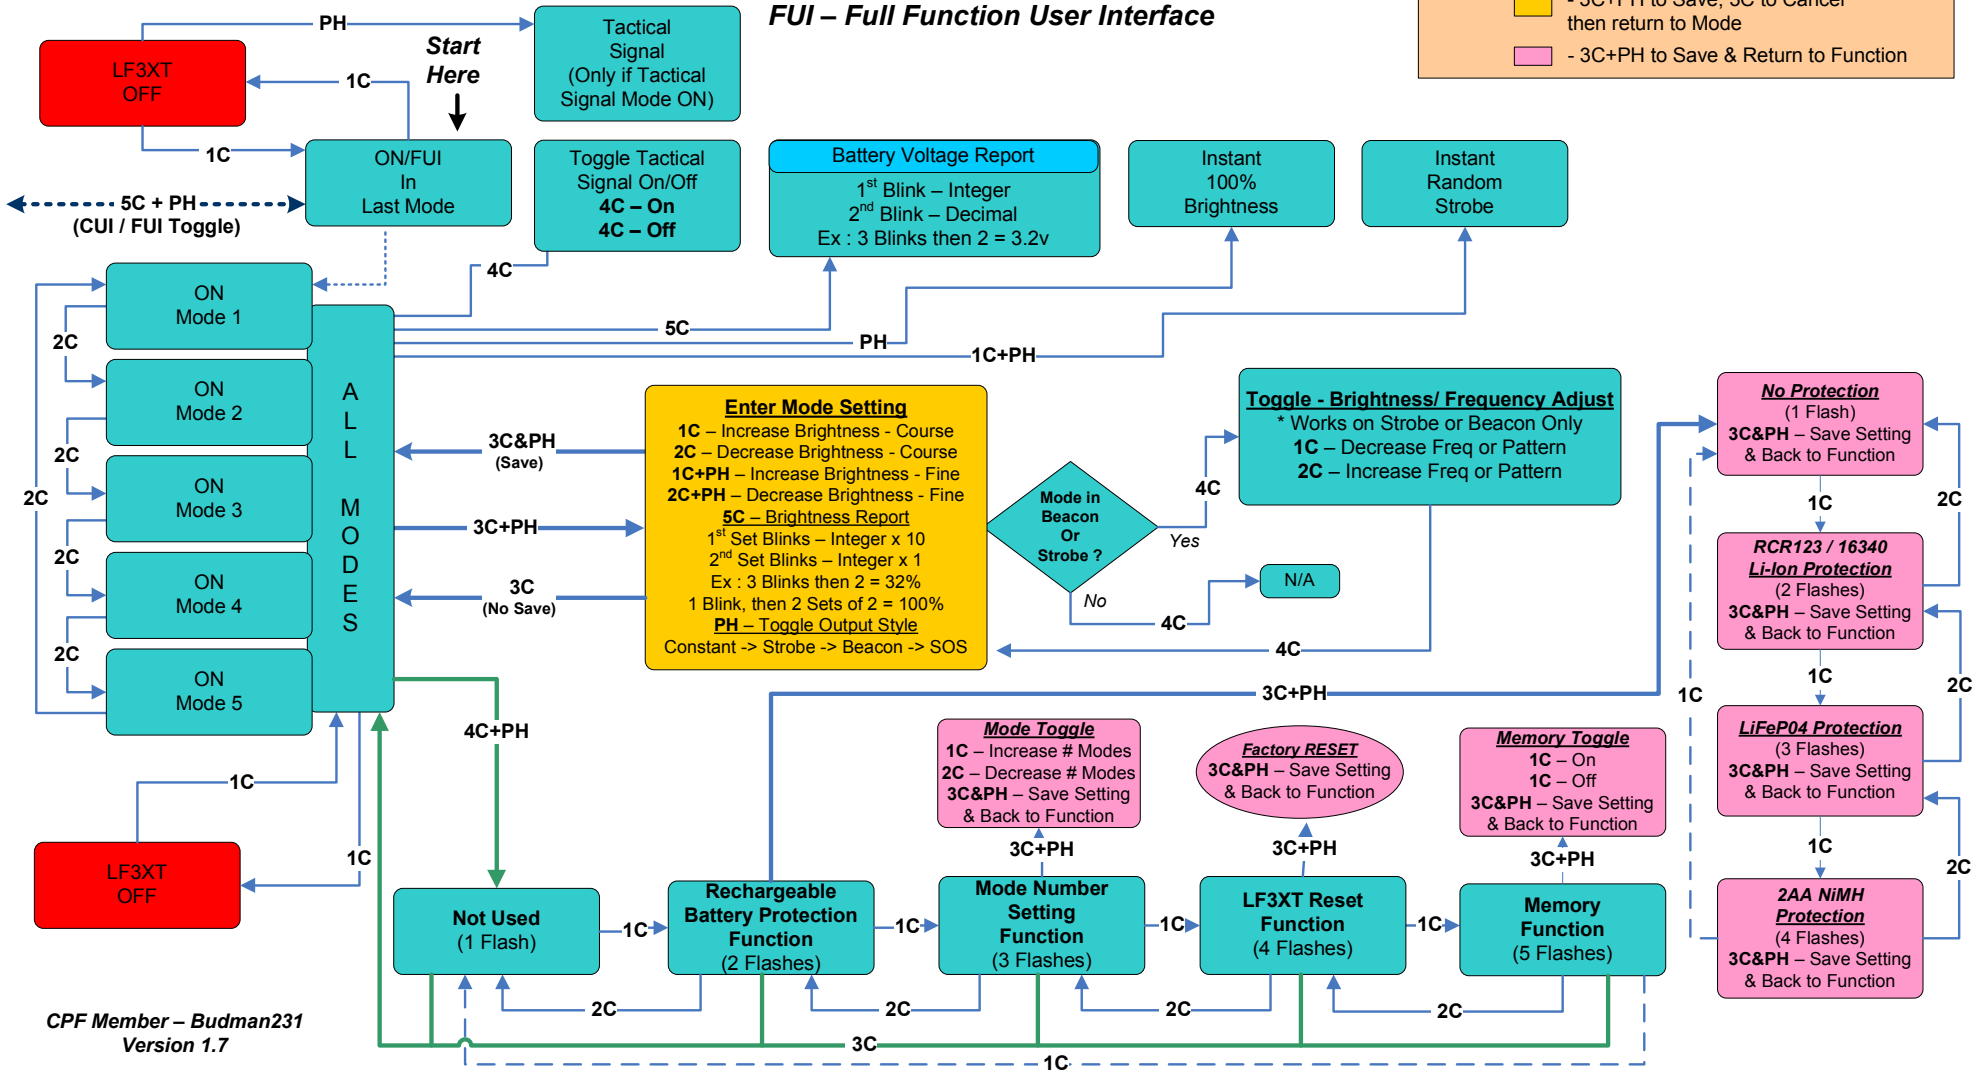 FUI – Full Function User Interface
- 3C+PH to Save, 3C to Cancel
then return to Mode
- 3C+PH to Save & Return to Function
PH
Start
Here
LF3XT
OFF
1C
1C
Tactical
Signal
(Only if Tactical
Signal Mode ON)
ON/FUI
In
Last Mode
5C + PH
(CUI / FUI Toggle)
Toggle Tactical
Signal On/Off
4C – On
4C – Off
Battery Voltage Report
1st Blink – Integer
2nd Blink – Decimal
Ex : 3 Blinks then 2 = 3.2v
Instant
100%
Brightness
Instant
Random
Strobe
4C
5C
PH
1C+PH
ON
Mode 1
2C
ON
Mode 2
2C
ON
Mode 3
2C
ON
Mode 4
2C
ON
Mode 5
2C
A
L
L
M
O
D
E
S
3C&PH
(Save)
3C+PH
3C
(No Save)
Enter Mode Setting
1C – Increase Brightness - Course
2C – Decrease Brightness - Course
1C+PH – Increase Brightness - Fine
2C+PH – Decrease Brightness - Fine
5C – Brightness Report
1st Set Blinks – Integer x 10
2nd Set Blinks – Integer x 1
Ex : 3 Blinks then 2 = 32%
1 Blink, then 2 Sets of 2 = 100%
PH – Toggle Output Style
Constant -> Strobe -> Beacon -> SOS
Mode in
Beacon
Or
Strobe ?
Yes
4C
No
4C
N/A
4C
Toggle - Brightness/ Frequency Adjust
* Works on Strobe or Beacon Only
1C – Decrease Freq or Pattern
2C – Increase Freq or Pattern
No Protection
(1 Flash)
3C&PH – Save Setting
& Back to Function
1C
2C
RCR123 / 16340
Li-Ion Protection
(2 Flashes)
3C&PH – Save Setting
& Back to Function
1C
2C
LiFeP04 Protection
(3 Flashes)
3C&PH – Save Setting
& Back to Function
1C
2C
2AA NiMH
Protection
(4 Flashes)
3C&PH – Save Setting
& Back to Function
1C
3C+PH
4C+PH
Mode Toggle
1C – Increase # Modes
2C – Decrease # Modes
3C&PH – Save Setting
& Back to Function
Factory RESET
3C&PH – Save Setting
& Back to Function
Memory Toggle
1C – On
1C – Off
3C&PH – Save Setting
& Back to Function
3C+PH
3C+PH
3C+PH
1C
1C
LF3XT
OFF
Not Used
(1 Flash)
1C
Rechargeable
Battery Protection
Function
(2 Flashes)
1C
Mode Number
Setting
Function
(3 Flashes)
1C
LF3XT Reset
Function
(4 Flashes)
1C
Memory
Function
(5 Flashes)
2C
2C
2C
2C
3C
1C
CPF Member – Budman231
Version 1.7